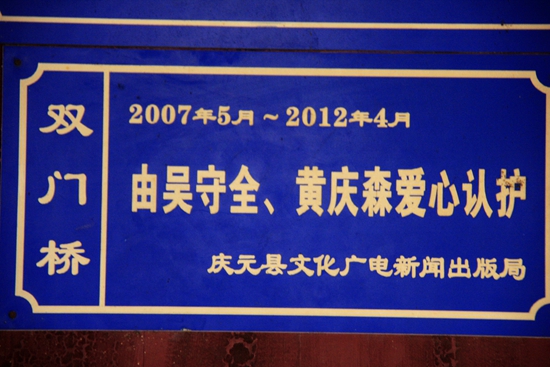 双门桥
2007年5月～2012年4月
由吴守全、黄庆森爱心认护
庆元县文化广电新闻出版局